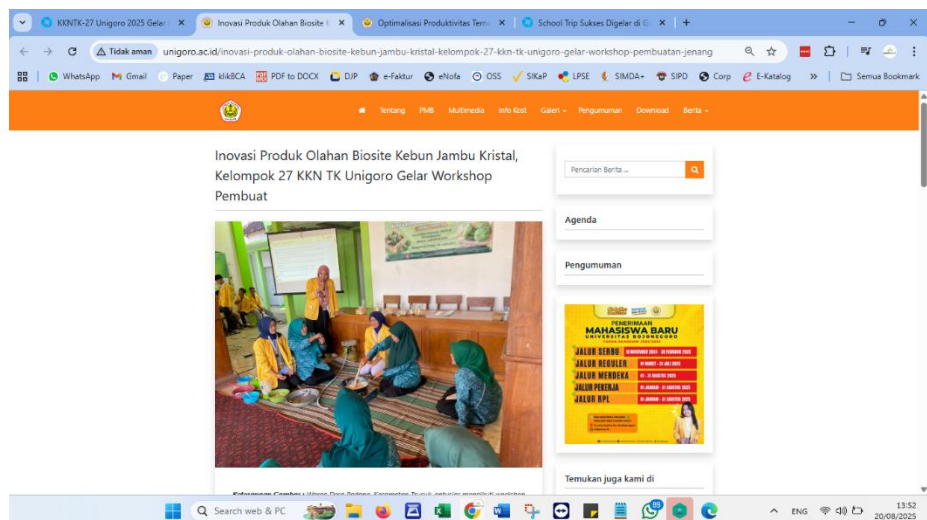 KKNTK-27 Unigoro 2025 Gelar
Inovasi Produk Olahan Biosite
Optimalisasi Produktivitas Tern
School Trip Sukses Digelar di G
Tidak aman
unigoro.ac.id/inovasi-produk-olahan-biosite-kebun-jambu-kristal-kelompok-27-kkn-tk-unigoro-gelar-workshop-pembuatan-jenang
WhatsApp Gmail Paper klikBCA PDF to DOCX DJP e-Faktur eNofa OSS SIKaP LPSE SIMDA+ SIPD Corp E-Katalog » Semua Bookmark
Tentang PMB Multimedia Info Kost Galeri Pengumuman Download Berita
Inovasi Produk Olahan Biosite Kebun Jambu Kristal,
Kelompok 27 KKN TK Unigoro Gelar Workshop
Pembuat
Pencarian Berita ...
Agenda
Pengumuman
PENERIMAAN
MAHASISWA BARU
UNIVERSITAS BOJONEGORO
JALUR SERBU
JALUR REGULER
JALUR MERDEKA
JALUR PEKERJA
JALUR RPL
Temukan juga kami di
Search web & PC
ENG
13:52
20/08/2025